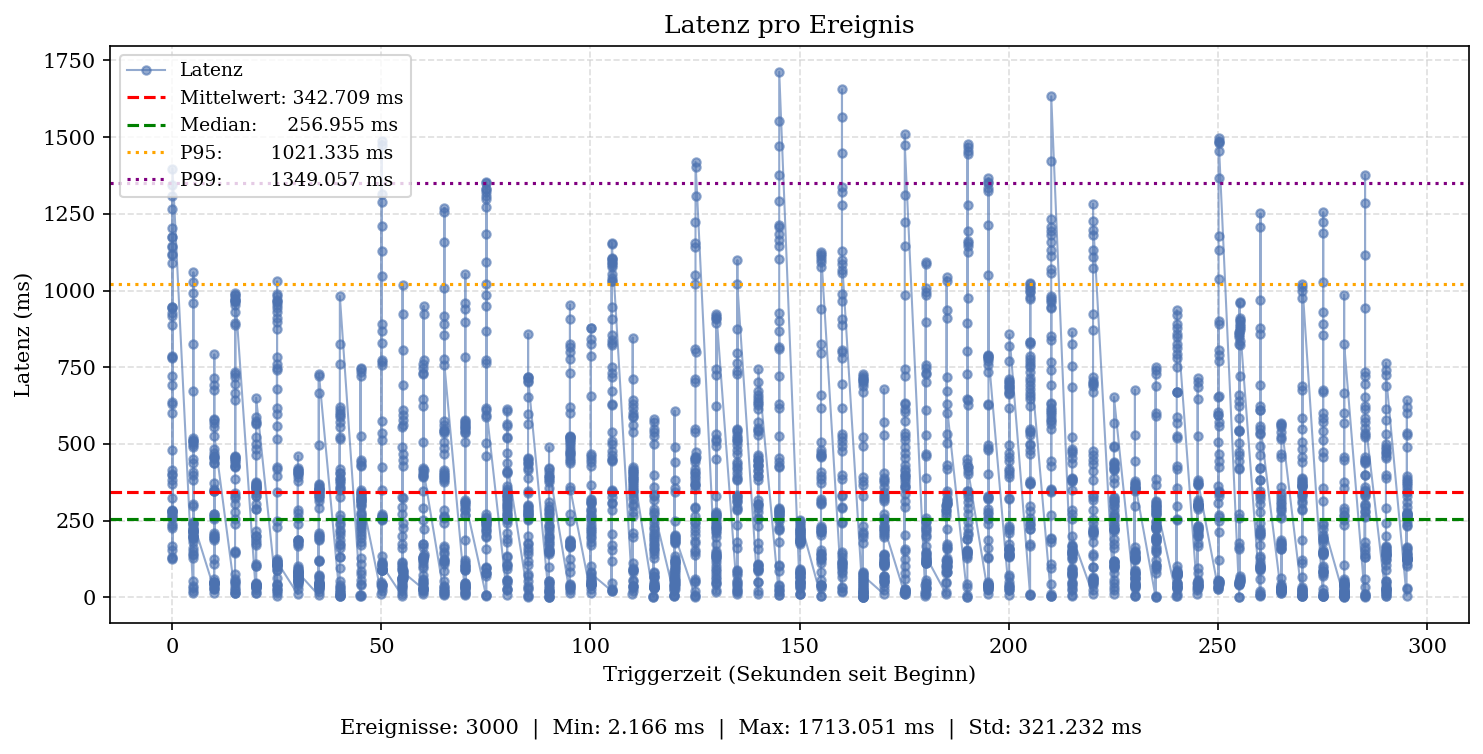 Latenz pro Ereignis
Latenz (ms)
1750
1500
1250
1000
750
500
250
0
Latenz
Mittelwert: 342.709 ms
Median: 256.955 ms
P95: 1021.335 ms
P99: 1349.057 ms
0 50 100 150 200 250 300
Triggerzeit (Sekunden seit Beginn)
Ereignisse: 3000 | Min: 2.166 ms | Max: 1713.051 ms | Std: 321.232 ms